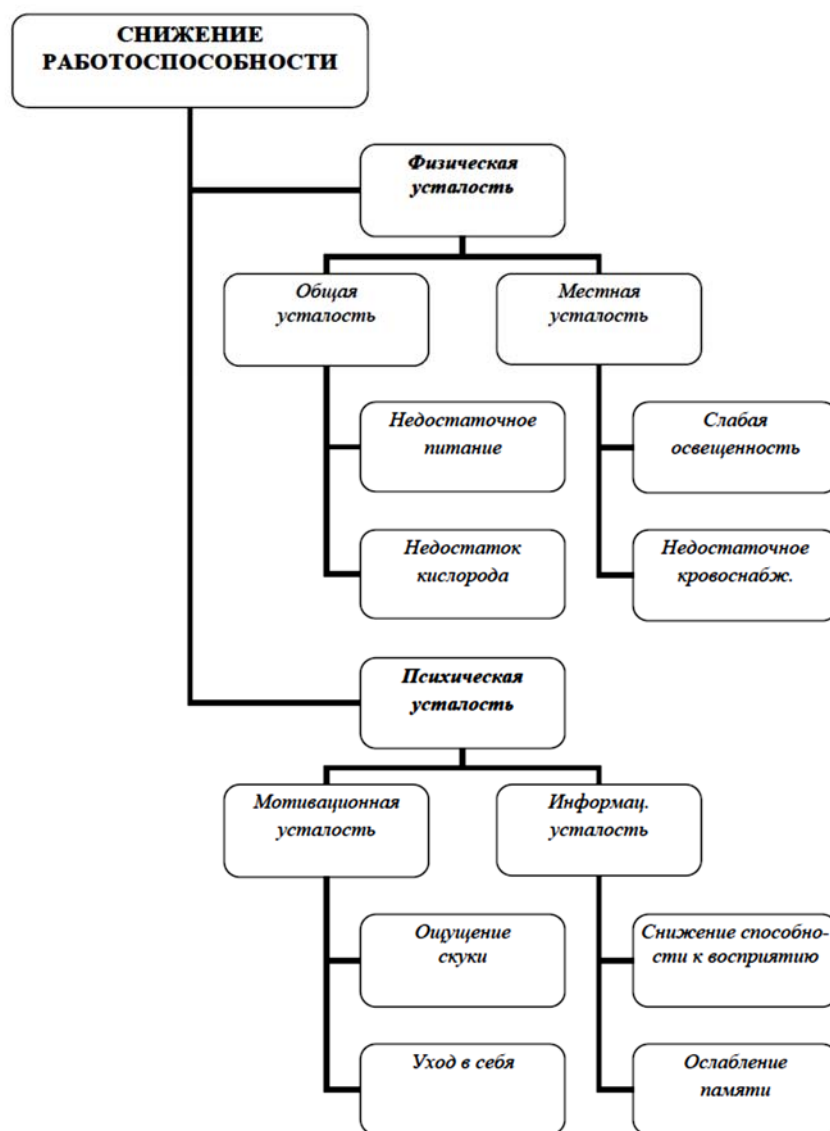 СНИЖЕНИЕ
РАБОТОСПОСОБНОСТИ
Физическая
усталость
Общая
усталость
Местная
усталость
Недостаточное
питание
Слабая
освещенность
Недостаток
кислорода
Недостаточное
кровоснабж.
Психическая
усталость
Мотивационная
усталость
Информац.
усталость
Ощущение
скуки
Снижение способно-
сти к восприятию
Уход в себя
Ослабление
памяти